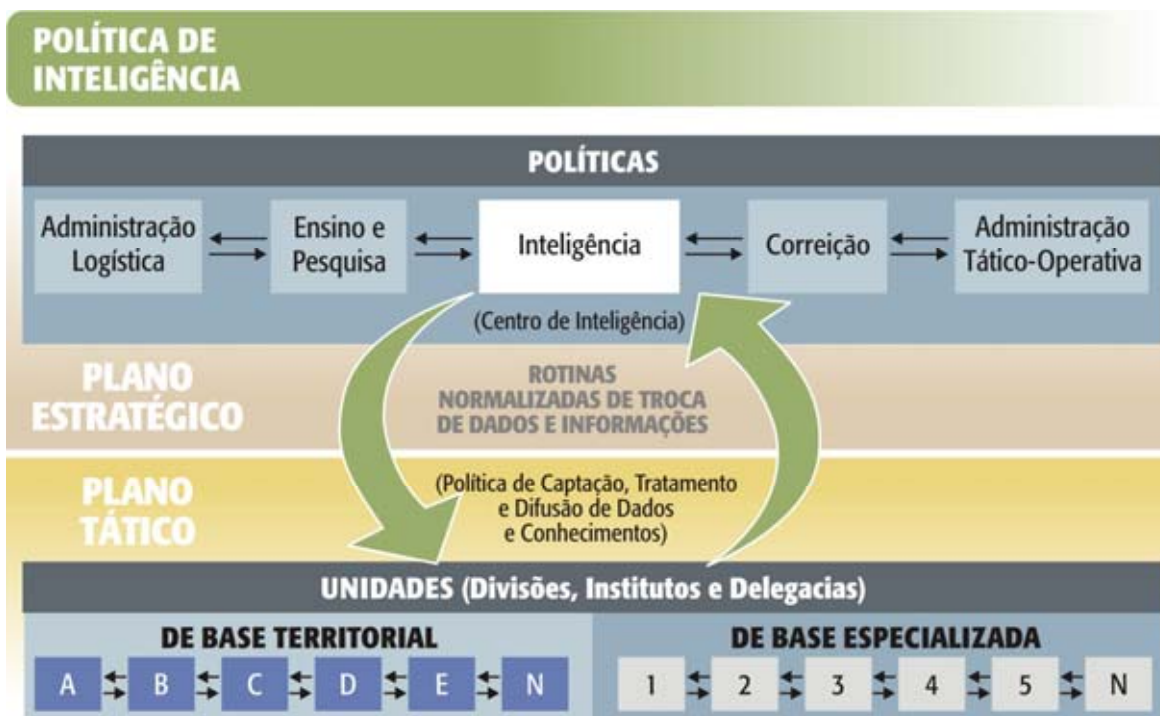 POLÍTICA DE
INTELIGÊNCIA
POLÍTICAS
Administração
Logística
Ensino e
Pesquisa
Inteligência
Correição
Administração
Tático-Operativa
(Centro de Inteligência)
PLANO
ESTRATÉGICO
ROTINAS
NORMALIZADAS DE TROCA
DE DADOS E INFORMAÇÕES
PLANO
TÁTICO
(Política de Captação, Tratamento
e Difusão de Dados
e Conhecimentos)
UNIDADES (Divisões, Institutos e Delegacias)
DE BASE TERRITORIAL
A B C D E N
DE BASE ESPECIALIZADA
1 2 3 4 5 N